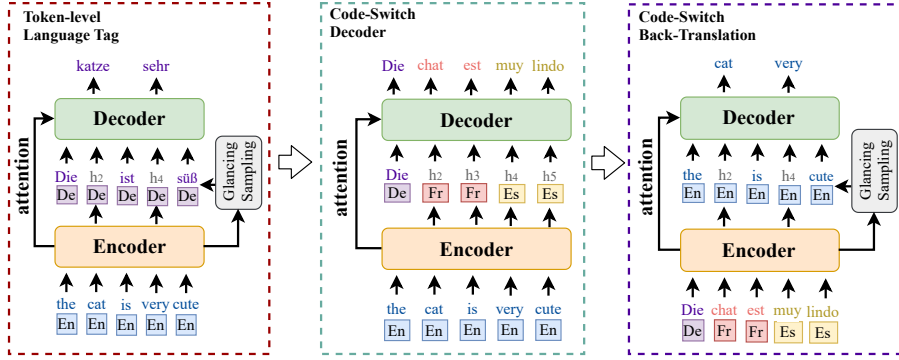 Token-level
Language Tag
katze sehr
Decoder
attention
Die h2 ist h4 süß
De De De De De
Glancing
Sampling
Encoder
the cat is very cute
En En En En En
Code-Switch
Decoder
Die chat est muy lindo
Decoder
attention
Die h2 h3 h4 h5
De Fr Fr Es Es
Encoder
the cat is very cute
En En En En En
Code-Switch
Back-Translation
cat very
Decoder
attention
the h2 is h4 cute
En En En En En
Glancing
Sampling
Encoder
Die chat est muy lindo
De Fr Fr Es Es